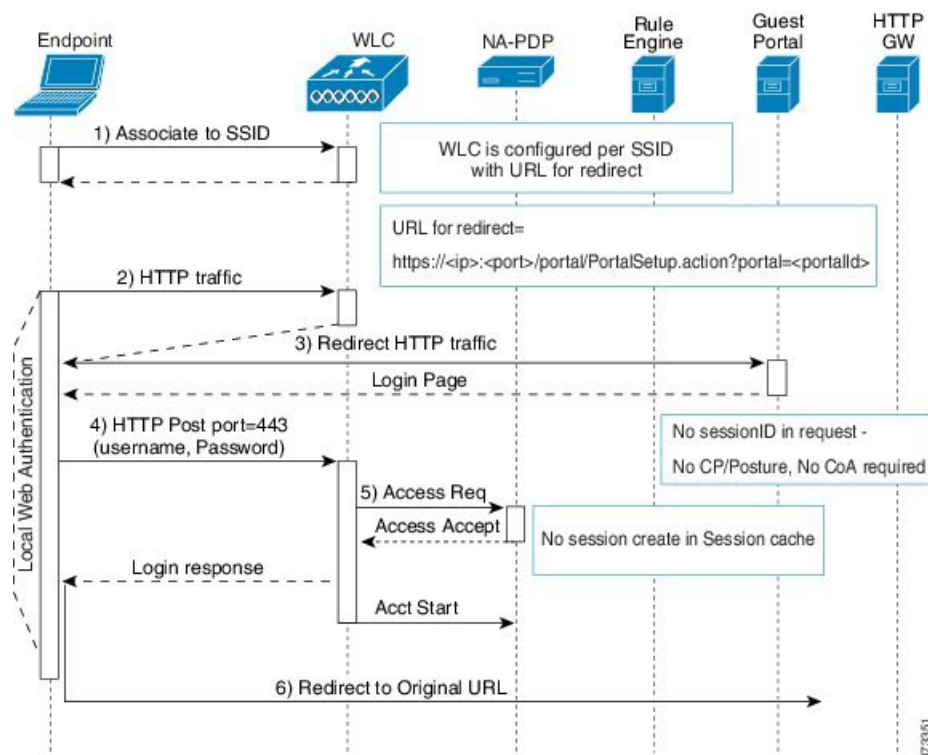 Endpoint
WLC
NA-PDP
Rule
Engine
Guest
Portal
HTTP
GW
1) Associate to SSID
WLC is configured per SSID
with URL for redirect
URL for redirect=
https://<ip>:<port>/portal/PortalSetup.action?portal=<portalId>
2) HTTP traffic
3) Redirect HTTP traffic
Login Page
4) HTTP Post port=443
(username, Password)
No sessionID in request -
No CP/Posture, No CoA required
Local Web Authentication
5) Access Req
Access Accept
No session create in Session cache
Login response
Acct Start
6) Redirect to Original URL